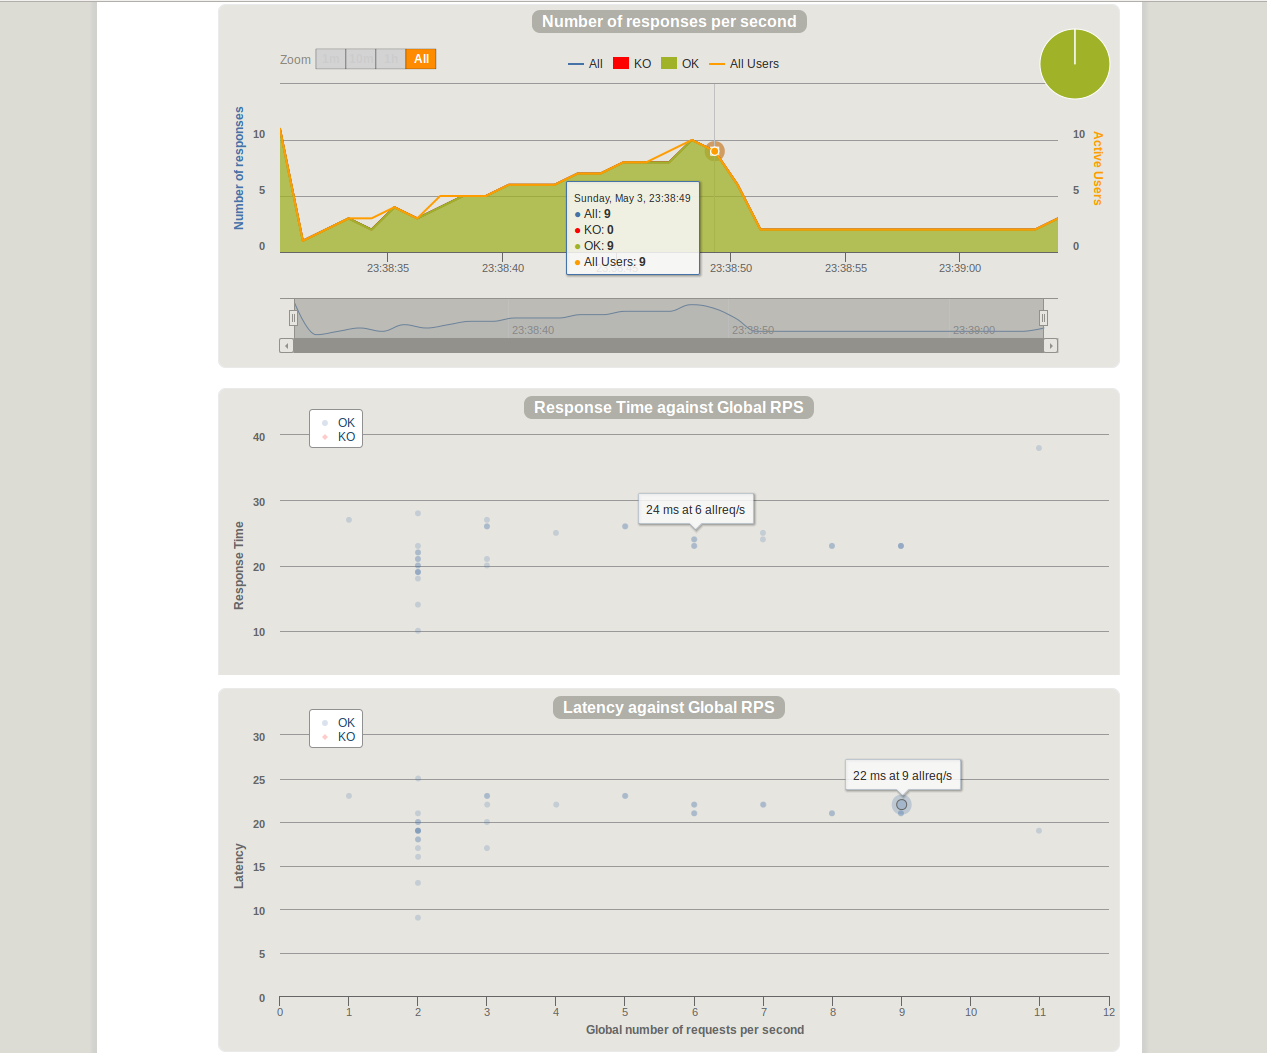 Number of responses per second
Zoom 1m 10m 1h All
All KO OK All Users
Number of responses
Active Users
10
5
0
10
5
0
Sunday, May 3, 23:38:49
All: 9
KO: 0
OK: 9
All Users: 9
23:38:35 23:38:40 23:38:50 23:38:55 23:39:00
23:38:40 23:38:50 23:39:00
Response Time against Global RPS
OK
KO
Response Time
40
30
20
10
24 ms at 6 allreq/s
Latency against Global RPS
OK
KO
Latency
30
25
20
15
10
5
0
22 ms at 9 allreq/s
0 1 2 3 4 5 6 7 8 9 10 11 12
Global number of requests per second